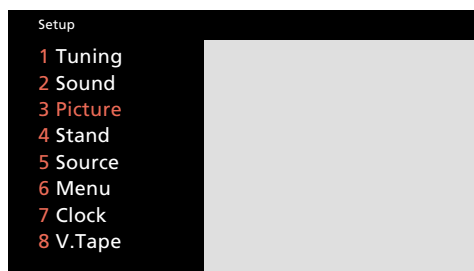 Setup
1 Tuning
2 Sound
3 Picture
4 Stand
5 Source
6 Menu
7 Clock
8 V.Tape